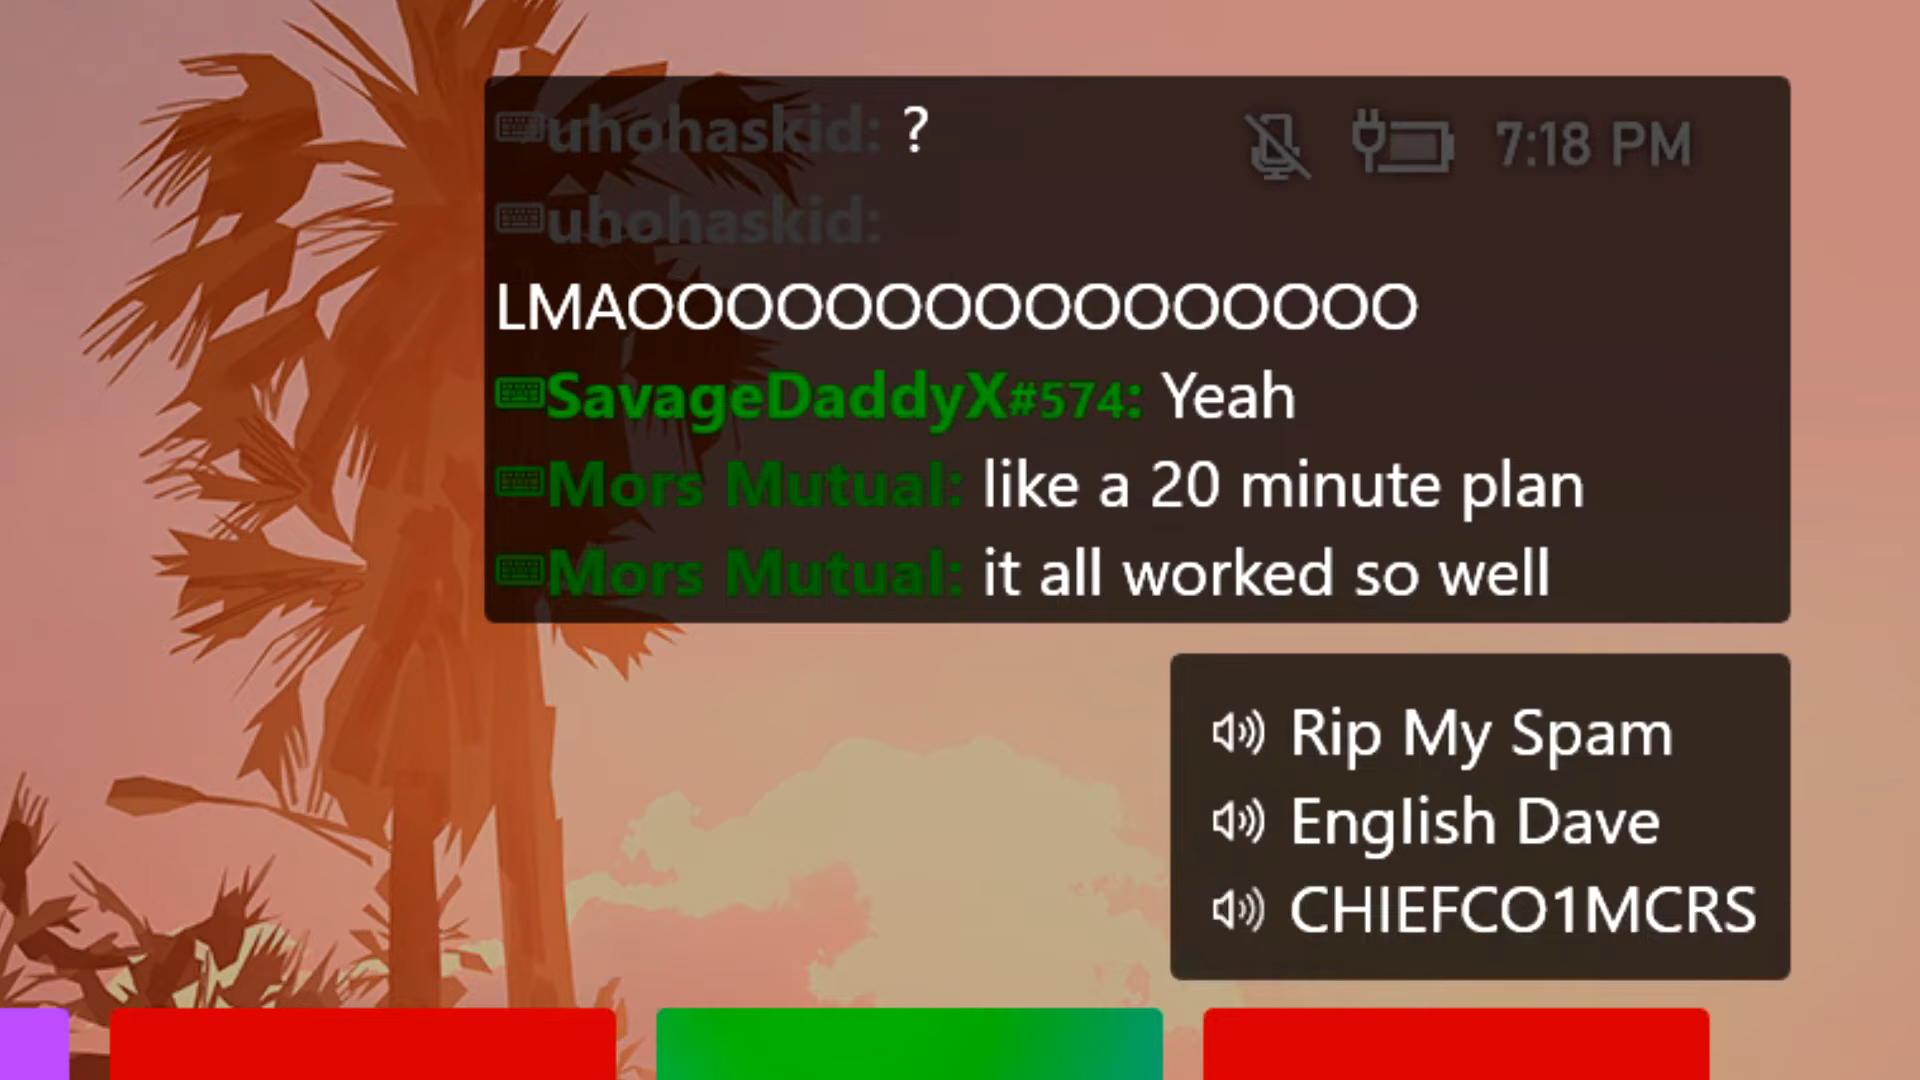 uhohaskid: ?
7:18 PM
uhohaskid:
LMAOOOOOOOOOOOOOOOO
SavageDaddyX#574: Yeah
Mors Mutual: like a 20 minute plan
Mors Mutual: it all worked so well
Rip My Spam
English Dave
CHIEFCO1MCRS